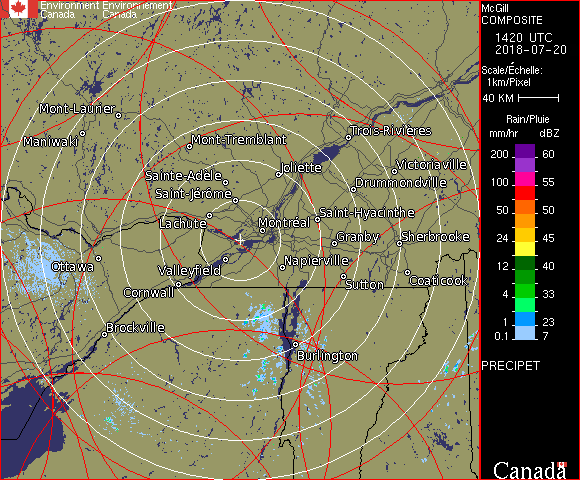 Environment Environnement
Canada Canada
McGill
COMPOSITE
1420 UTC
2018-07-20
Scale/Échelle:
1km/Pixel
40 KM
Rain/Pluie
mm/hr dBZ
200 60
55
100 55
50 50
24 45
12 40
4 33
1 23
0.1 7
PRECIPET
Canada
Mont-Laurier
Maniwaki
Mont-Tremblant
Trois-Rivières
Joliette
Victoriaville
Sainte-Adèle
Drummondville
Saint-Jérôme
Lachute
Montréal
Saint-Hyacinthe
Granby
Sherbrooke
Ottawa
Valleyfield
Napierville
Cornwall
Sutton
Coaticook
Brockville
Burlington